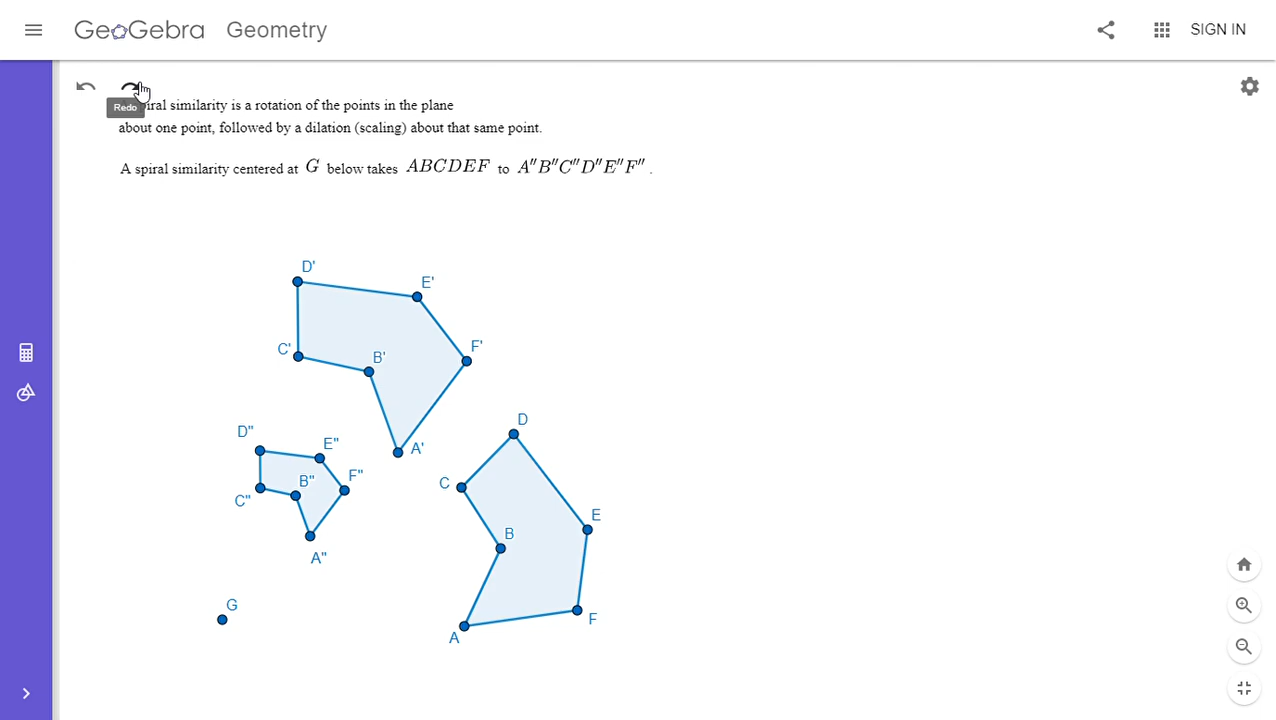 GeoGebra Geometry
SIGN IN
Redo
iral similarity is a rotation of the points in the plane
about one point, followed by a dilation (scaling) about that same point.
A spiral similarity centered at G below takes ABCDEF to A″B″C″D″E″F″ .
D'
E'
C'
B'
F'
D
D"
E"
A'
B"
F"
C
C"
E
B
A"
G
F
A